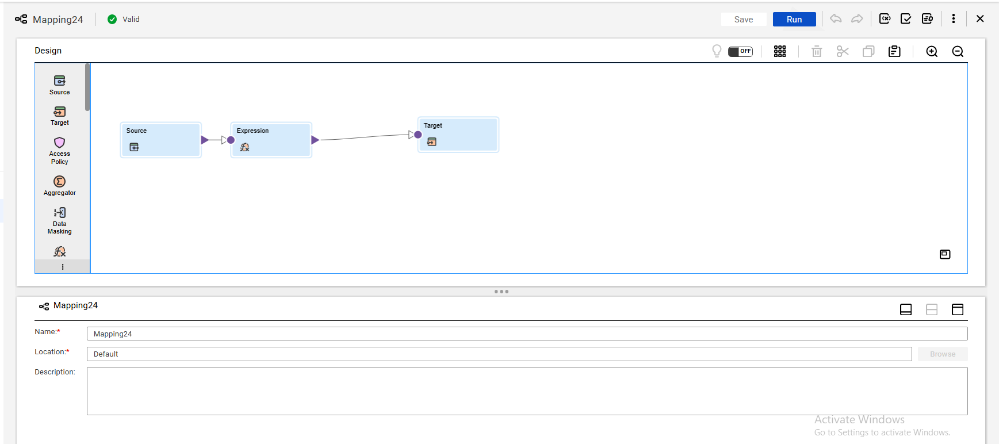 Mapping24
Valid
Save
Run
Design
OFF
Source
Target
Access
Policy
Aggregator
Data
Masking
Source
Expression
Target
Mapping24
Name:*
Mapping24
Location:*
Default
Browse
Description:
Activate Windows
Go to Settings to activate Windows.